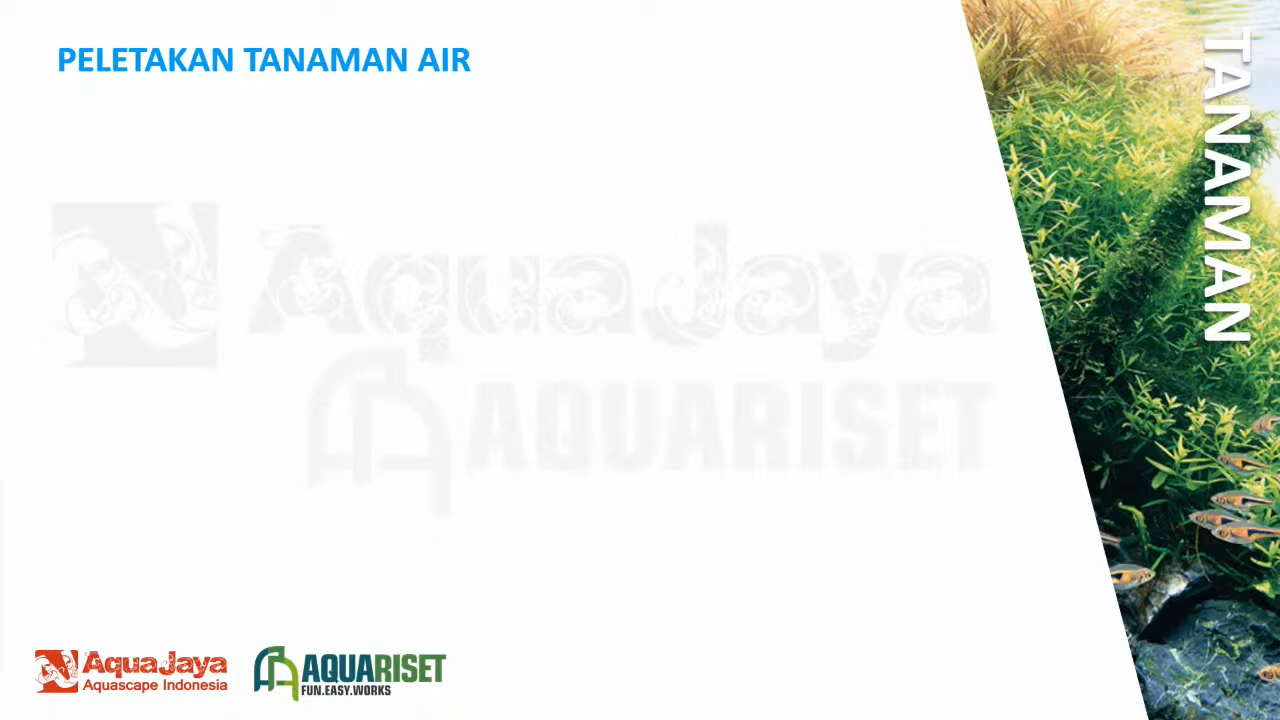 PELETAKAN TANAMAN AIR
TANAMAN
AquaJaya
AQUARISET
AquaJaya
Aquascape Indonesia
AQUARISET
FUN.EASY.WORKS